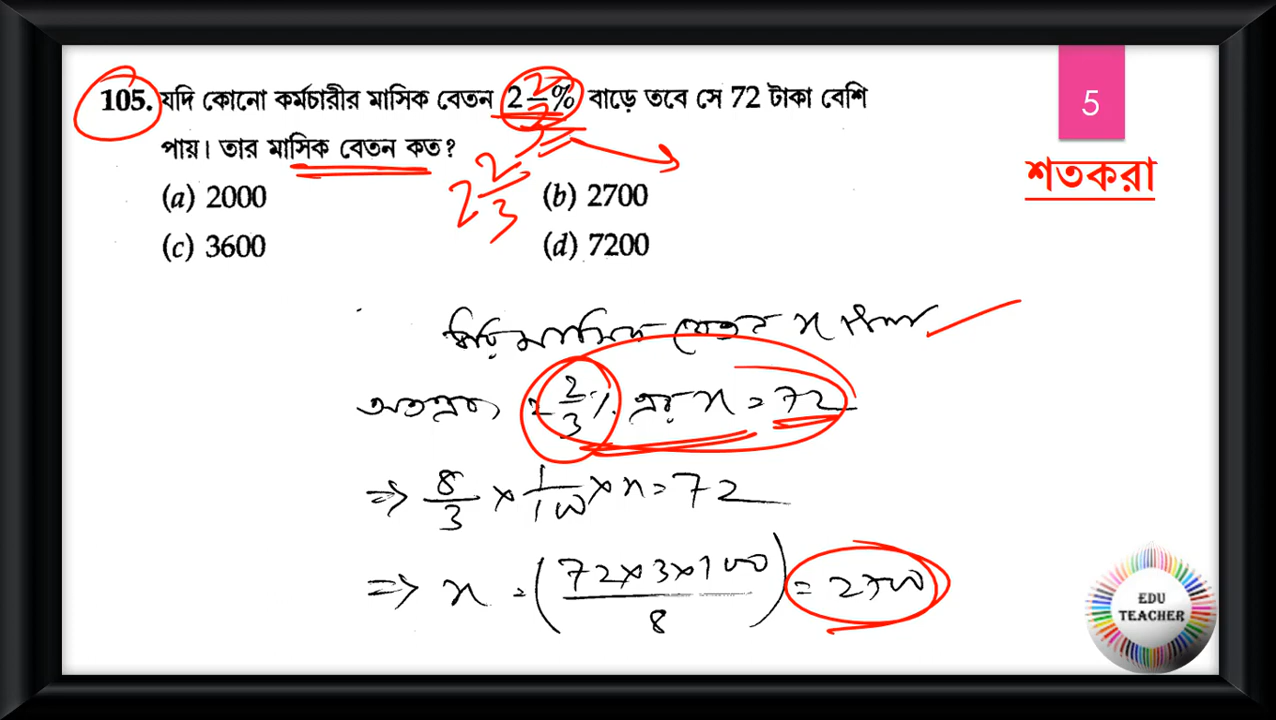 105. যদি কোনো কর্মচারীর মাসিক বেতন 2 2/3 % বাড়ে তবে সে 72 টাকা বেশি
পায়। তার মাসিক বেতন কত?
2 2/3
(a) 2000 (b) 2700
(c) 3600 (d) 7200
5
শতকরা
ধরি মাসিক বেতন x
অতএব, 2 2/3 % এর x = 72
⇒ 8/3 × 1/100 × x = 72
⇒ x = (72×3×100/8) = 2700
EDU
TEACHER